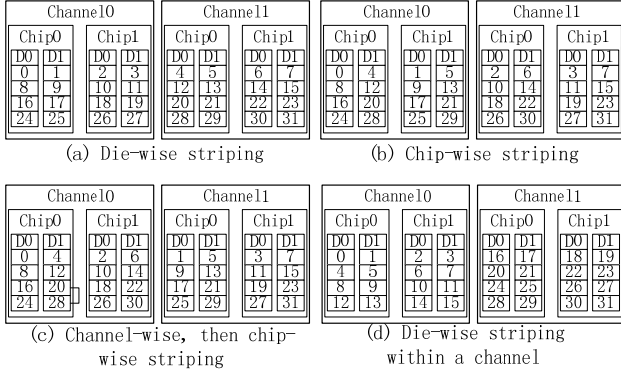 Channel0 Channel1 Channel0 Channel1
Chip0 Chip1 Chip0 Chip1 Chip0 Chip1 Chip0 Chip1
D0 D1 D0 D1 D0 D1 D0 D1 D0 D1 D0 D1 D0 D1 D0 D1
0 1 2 3 4 5 6 7 0 4 1 5 2 6 3 7
8 9 10 11 12 13 14 15 8 12 9 13 10 14 11 15
16 17 18 19 20 21 22 23 16 20 17 21 18 22 19 23
24 25 26 27 28 29 30 31 24 28 25 29 26 30 27 31
(a) Die-wise striping (b) Chip-wise striping
Channel0 Channel1 Channel0 Channel1
Chip0 Chip1 Chip0 Chip1 Chip0 Chip1 Chip0 Chip1
D0 D1 D0 D1 D0 D1 D0 D1 D0 D1 D0 D1 D0 D1 D0 D1
0 4 2 6 1 5 3 7 0 1 2 3 16 17 18 19
8 12 10 14 9 13 11 15 4 5 6 7 20 21 22 23
16 20 18 22 17 21 19 23 8 9 10 11 24 25 26 27
24 28 26 30 25 29 27 31 12 13 14 15 28 29 30 31
(c) Channel-wise, then chip- (d) Die-wise striping
wise striping within a channel